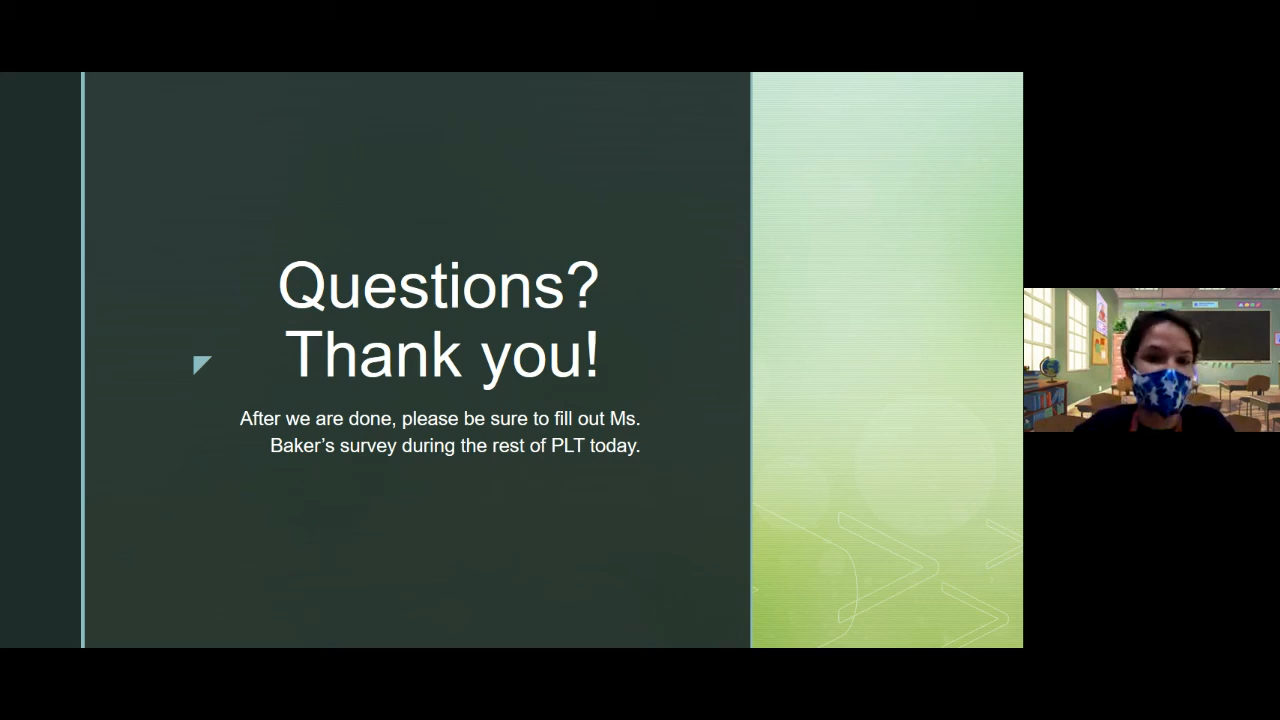 Questions?
Thank you!
After we are done, please be sure to fill out Ms.
Baker’s survey during the rest of PLT today.